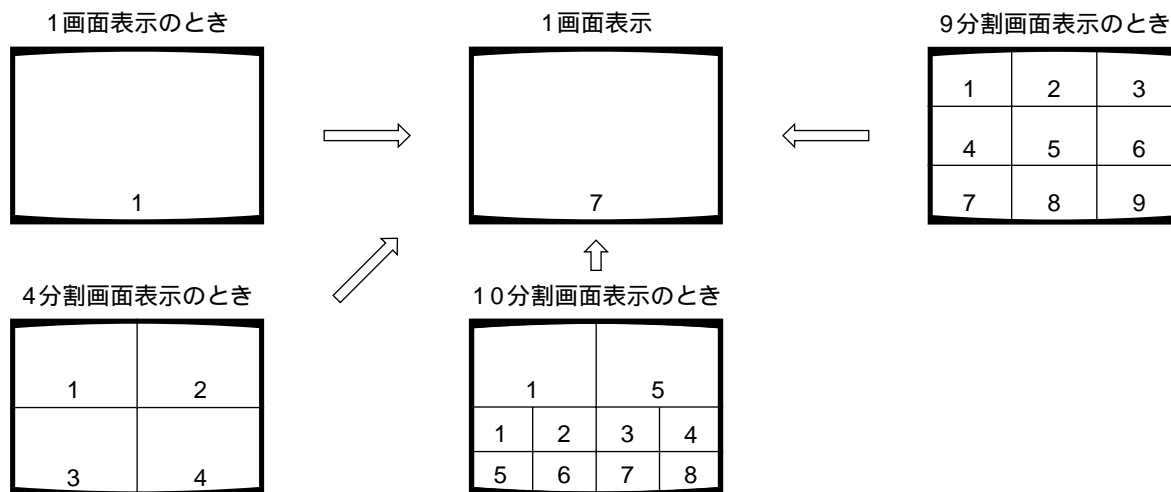 1画面表示のとき
1
1画面表示
7
9分割画面表示のとき
1 2 3
4 5 6
7 8 9
4分割画面表示のとき
1 2
3 4
10分割画面表示のとき
1 5
1 2 3 4
5 6 7 8